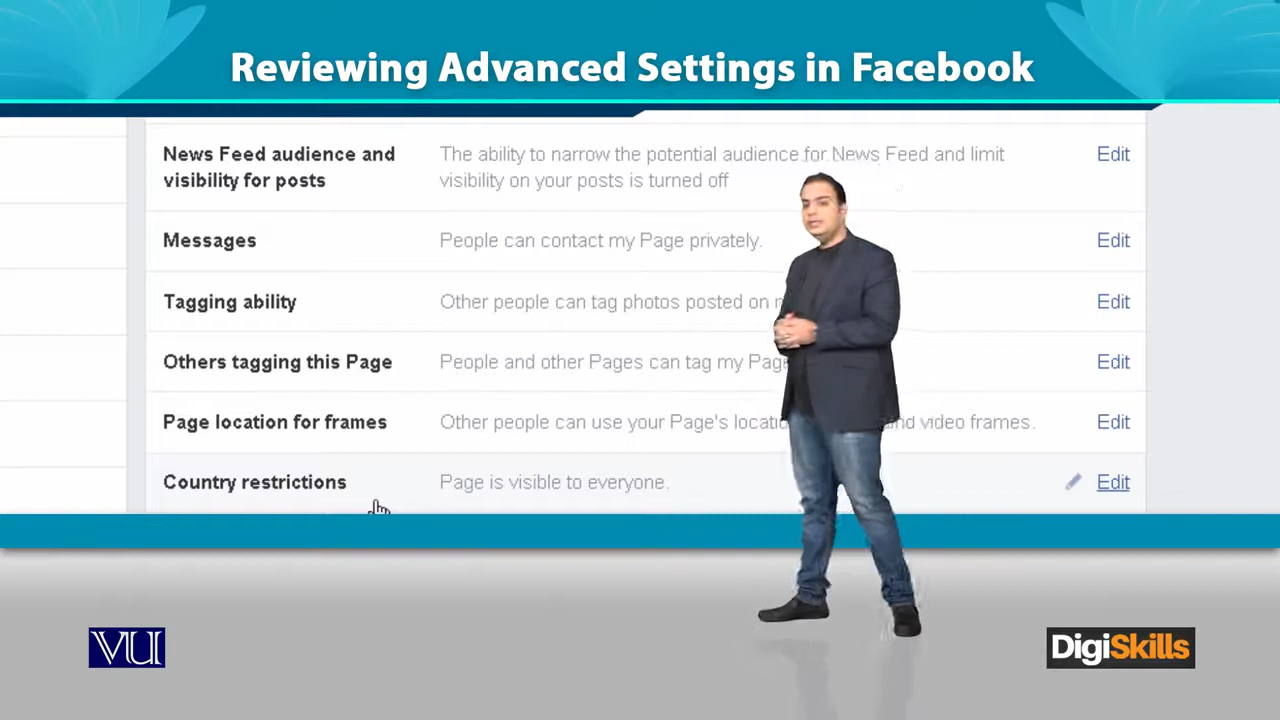 Reviewing Advanced Settings in Facebook
News Feed audience and
visibility for posts
The ability to narrow the potential audience for News Feed and limit
visibility on your posts is turned off
Edit
Messages
People can contact my Page privately.
Edit
Tagging ability
Other people can tag photos posted on
Edit
Others tagging this Page
People and other Pages can tag my Page
Edit
Page location for frames
Other people can use your Page's and video frames.
Edit
Country restrictions
Page is visible to everyone.
Edit
VU
DigiSkills